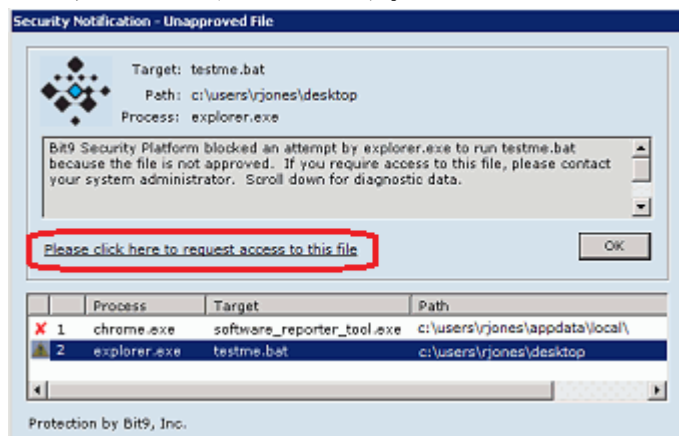 Security Notification - Unapproved File
Target: testme.bat
Path: c:\users\rjones\desktop
Process: explorer.exe
Bit9 Security Platform blocked an attempt by explorer.exe to run testme.bat
because the file is not approved. If you require access to this file, please contact
your system administrator. Scroll down for diagnostic data.
Please click here to request access to this file
OK
Process Target Path
1 chrome.exe software_reporter_tool.exe c:\users\rjones\appdata\local\
2 explorer.exe testme.bat c:\users\rjones\desktop
Protection by Bit9, Inc.